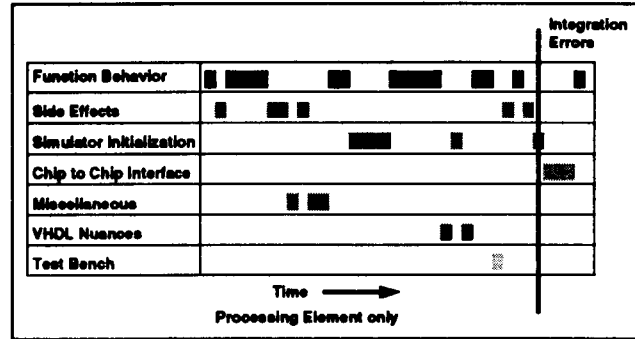 Integration
Errors
Function Behavior
Side Effects
Simulator Initialization
Chip to Chip Interface
Miscellaneous
VHDL Nuances
Test Bench
Time
Processing Element only